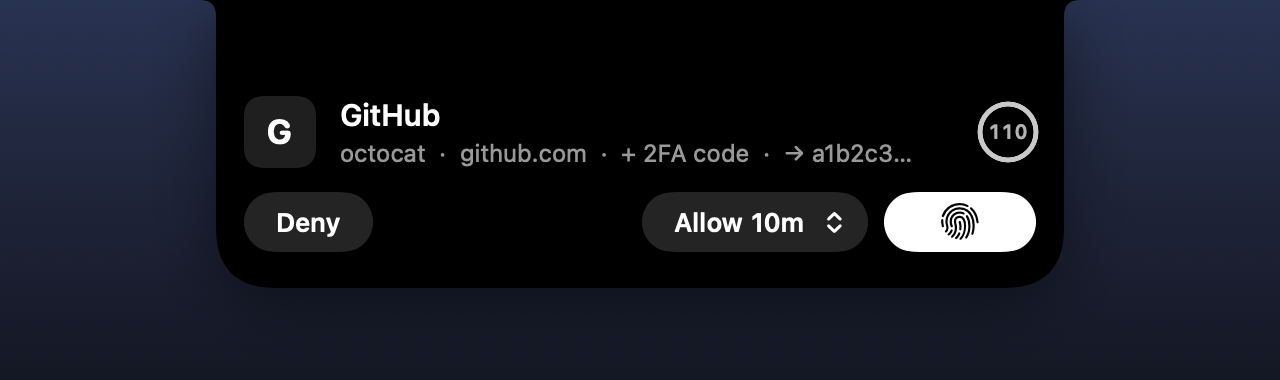 G
GitHub
octocat · github.com · + 2FA code · → a1b2c3...
110
Deny
Allow 10m